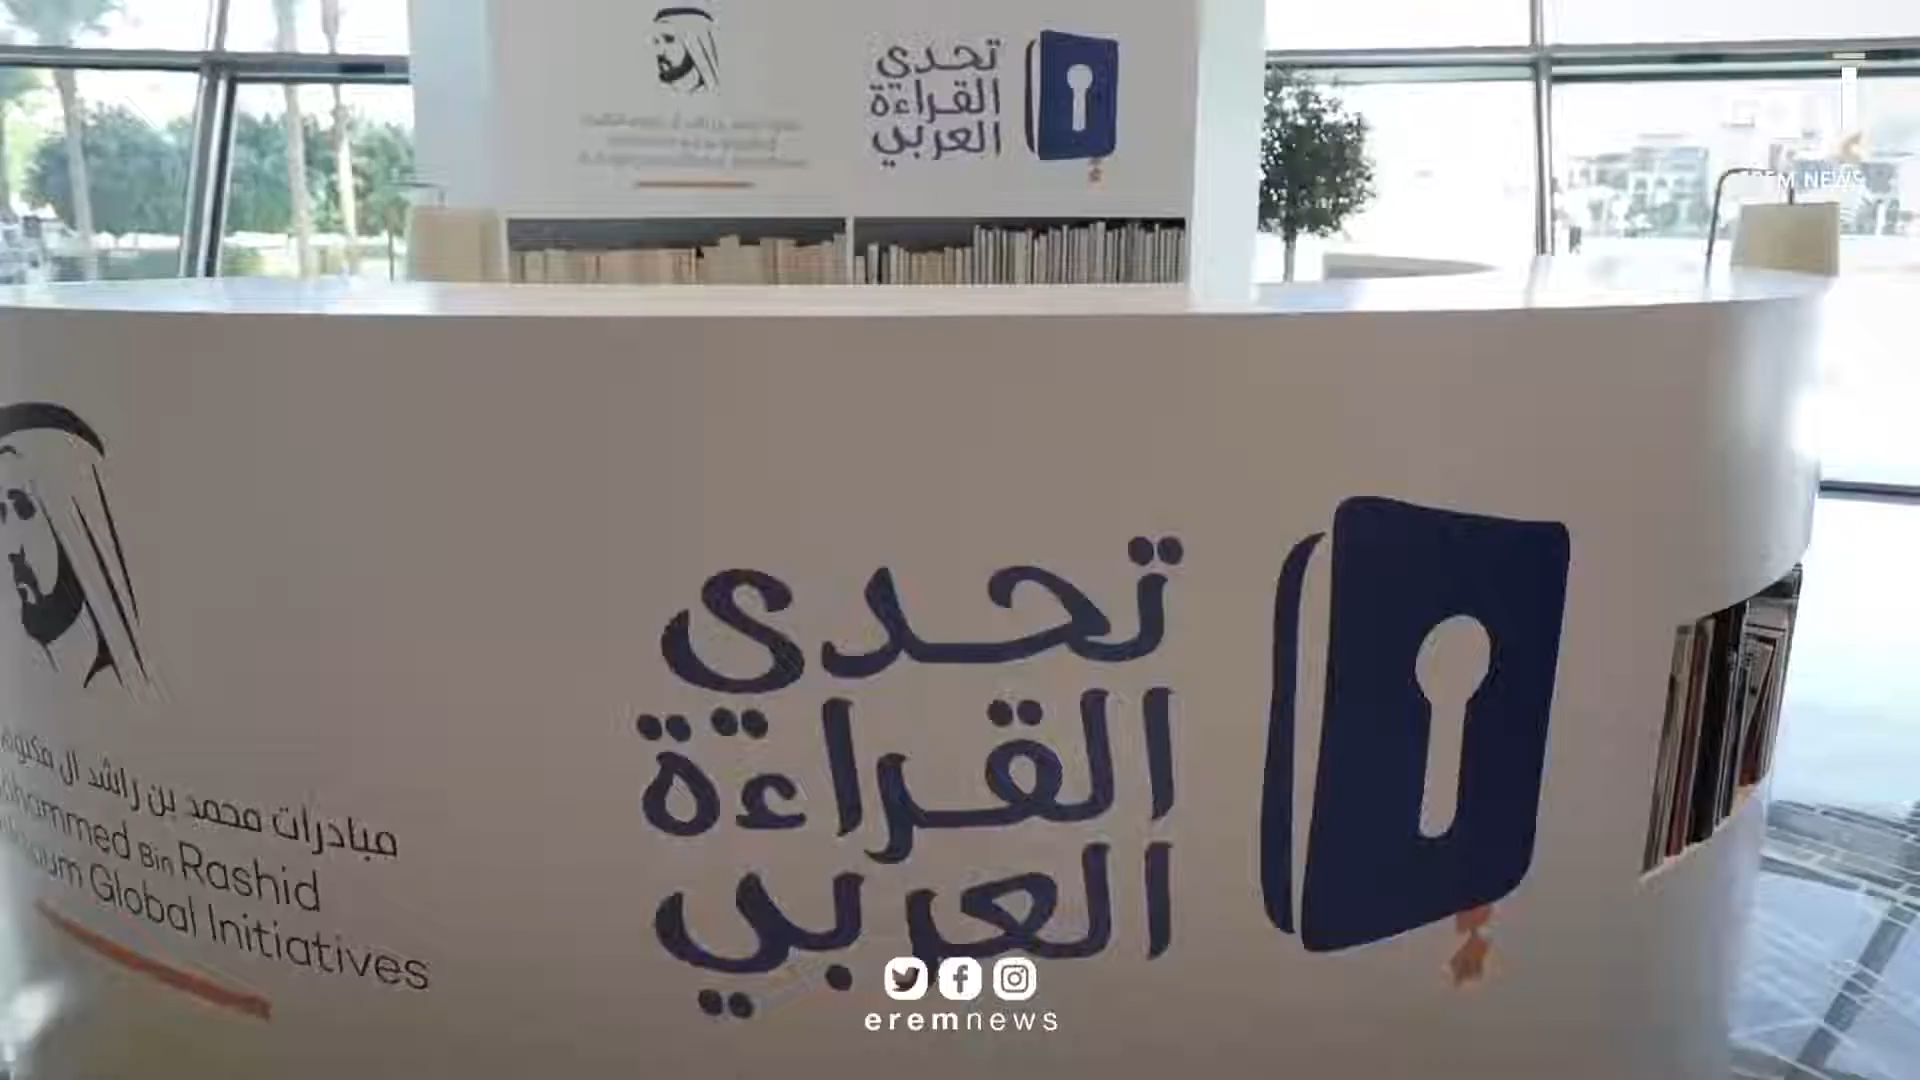 تحدي
القراءة
العربي
EREM NEWS
تحدي
القراءة
العربي
مبادرات محمد بن راشد آل مكتوم
Mohammed Bin Rashid
Global Initiatives
eremnews